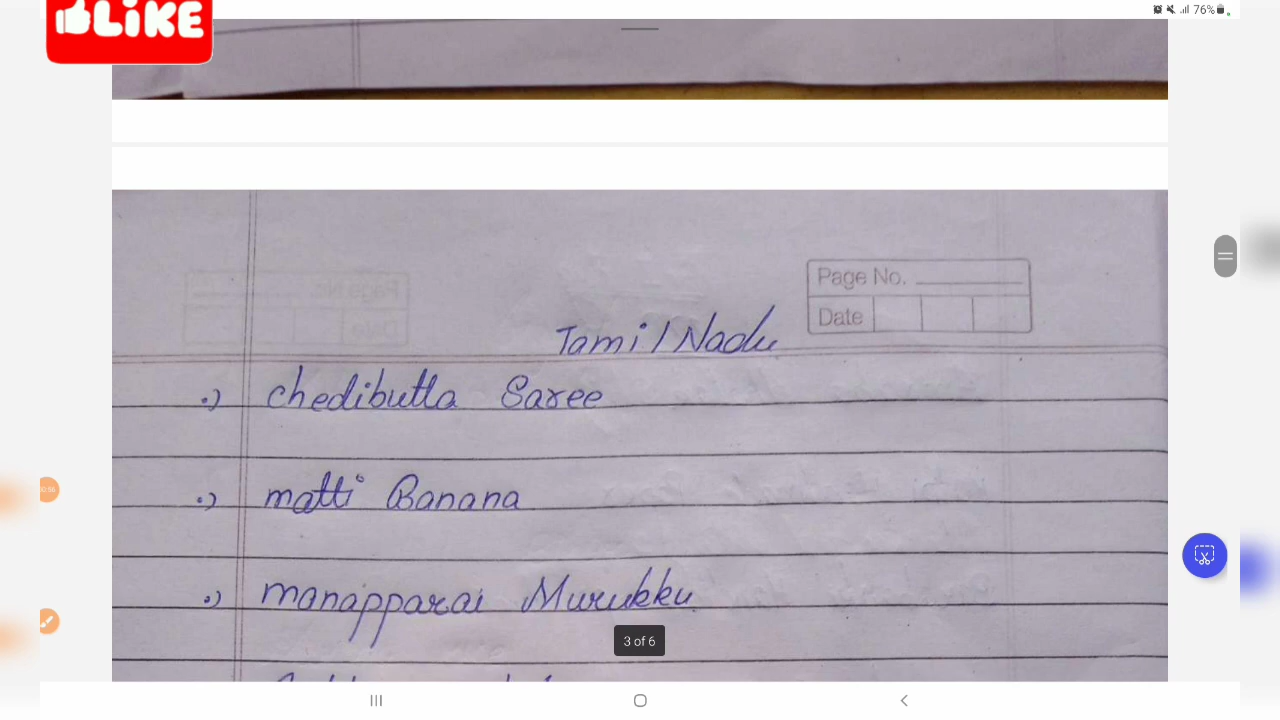 LIKE
76%
Page No.
Date
Tamil Nadu
•) chedibutta Saree
•) matti Banana
•) manapparai Murukku
3 of 6